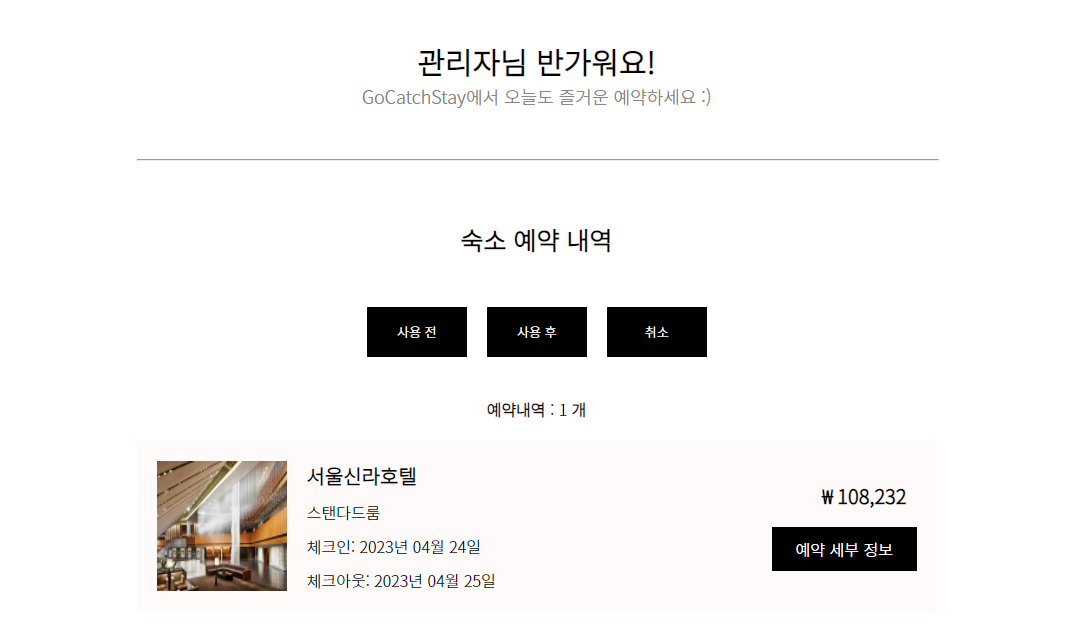 관리자님 반가워요!
GoCatchStay에서 오늘도 즐거운 예약하세요 :)
숙소 예약 내역
사용 전
사용 후
취소
예약내역 : 1 개
서울신라호텔
스탠다드룸
체크인: 2023년 04월 24일
체크아웃: 2023년 04월 25일
₩ 108,232
예약 세부 정보